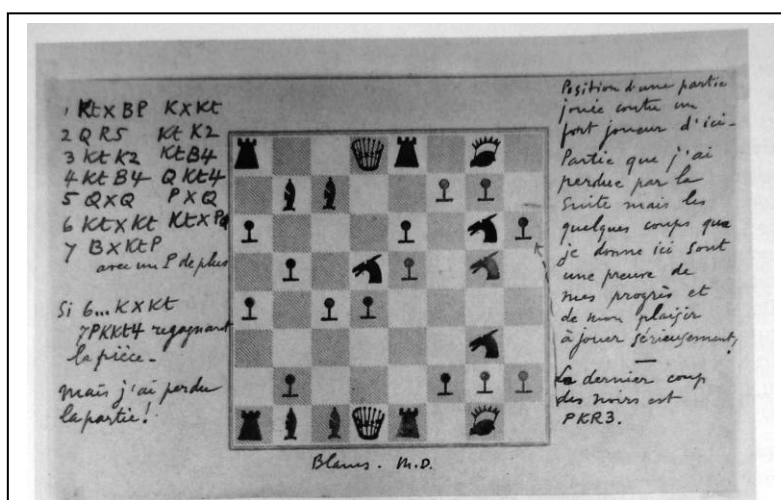 1 Kt X BP K X Kt
2 Q R5 Kt K2
3 Kt K2 Kt B4
4 Kt B4 Q Kt4
5 Q X Q P X Q
6 Kt X Kt Kt X PQ
7 B X Kt P
avec un P de plus
Si 6... K X Kt
7 PKKt4 regagnant
la pièce -
mais j'ai perdu
la partie!
Blancs. M.D.
Position d'une partie
jouée contre un
fort joueur d'ici -
Partie que j'ai
perdue par la
suite mais les
quelques coups que
je donne ici sont
une preuve de
mes progrès et
de mon plaisir
à jouer sérieusement.
Le dernier coup
des noirs est
PKR3.